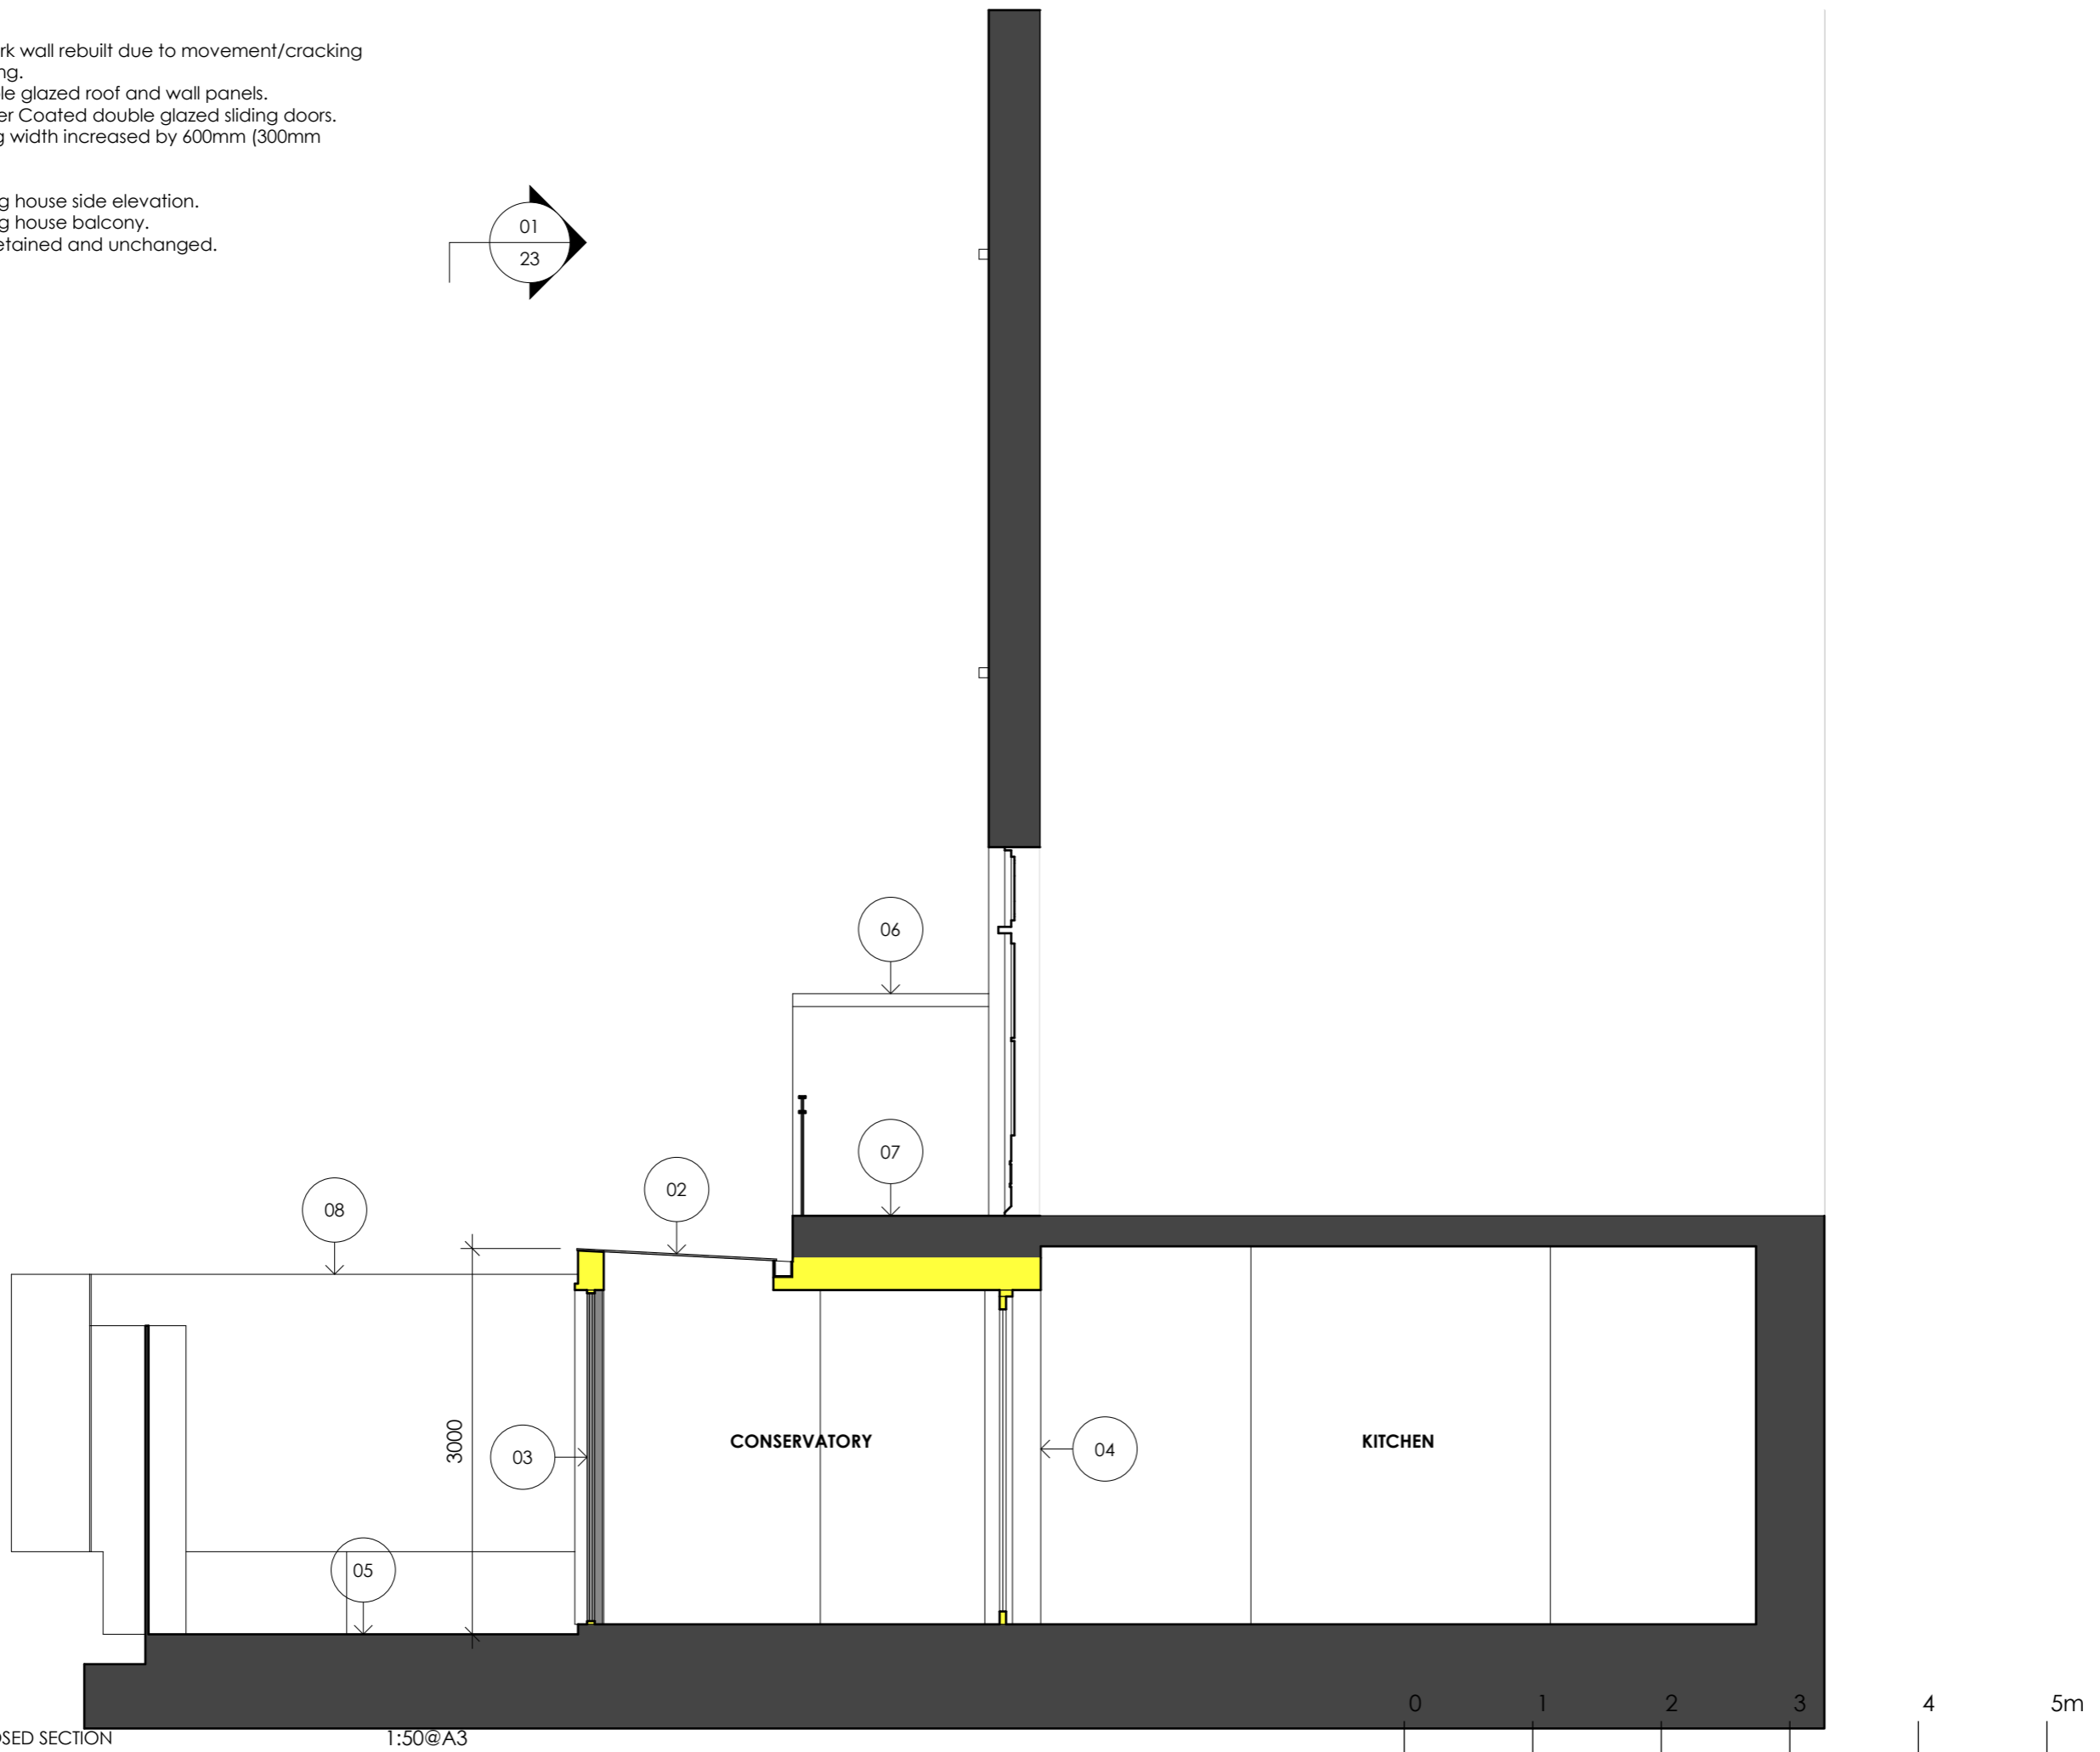 rk wall rebuilt due to movement/cracking
ng.
le glazed roof and wall panels.
er Coated double glazed sliding doors.
g width increased by 600mm (300mm
g house side elevation.
g house balcony.
etained and unchanged.
01
23
06
07
02
08
3000
03
CONSERVATORY
04
KITCHEN
05
0 1 2 3 4 5m
OSED SECTION 1:50@A3